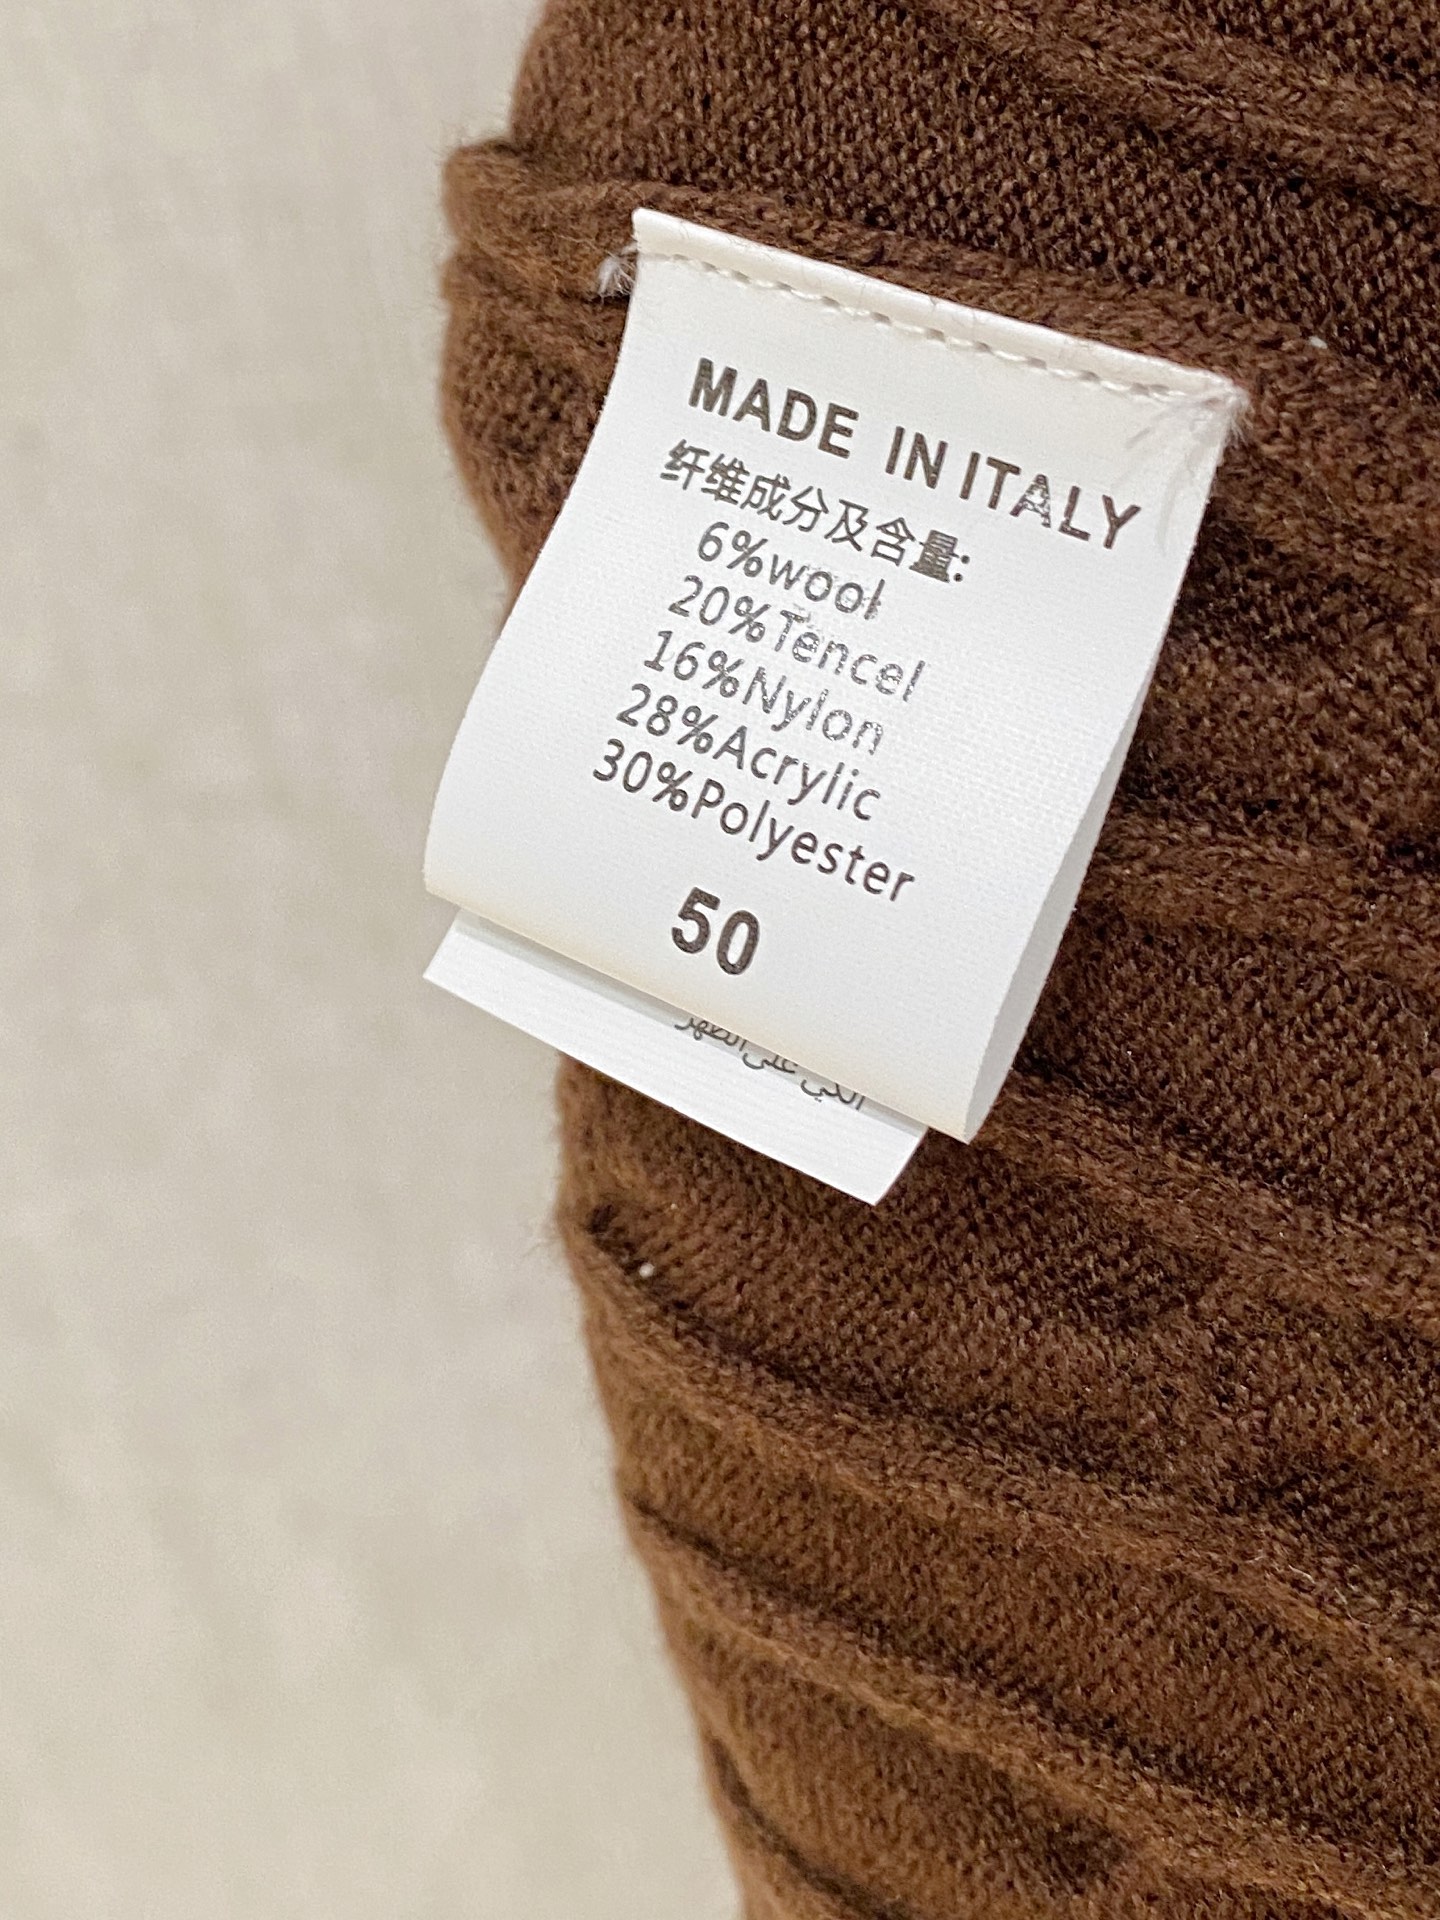 MADE IN ITALY
纤维成分及含量:
6%wool
20%Tencel
16%Nylon
28%Acrylic
30%Polyester
50
الكي على الظهر